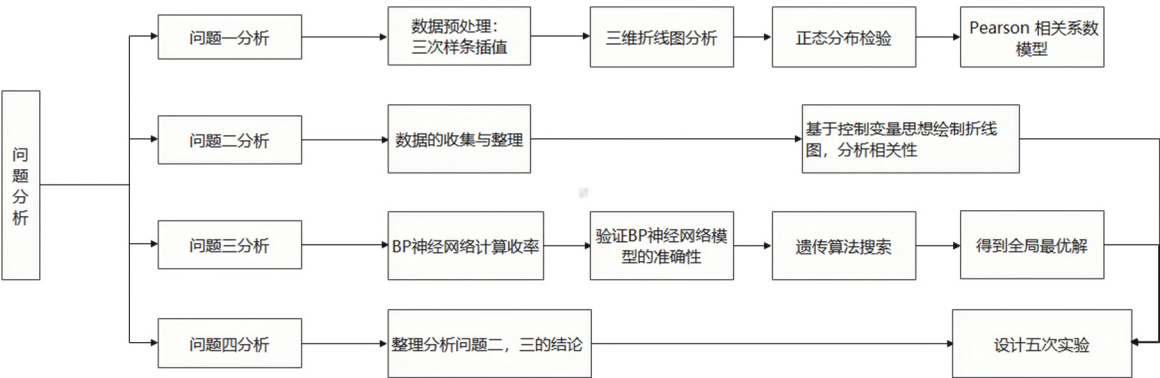 问题分析
问题一分析
数据预处理:
三次样条插值
三维折线图分析
正态分布检验
Pearson 相关系数
模型
问题二分析
数据的收集与整理
基于控制变量思想绘制折线
图，分析相关性
问题三分析
BP神经网络计算收率
验证BP神经网络模
型的准确性
遗传算法搜索
得到全局最优解
问题四分析
整理分析问题二，三的结论
设计五次实验